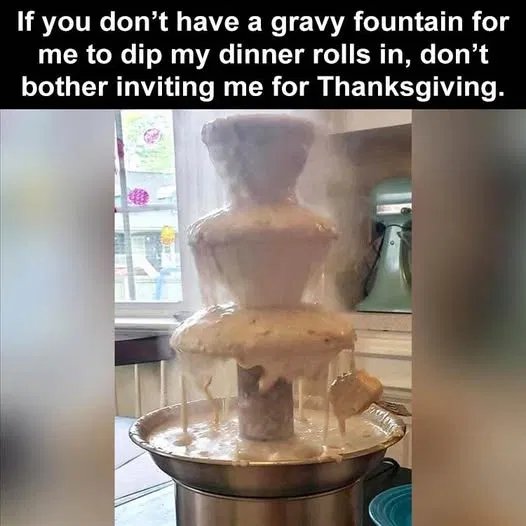 If you don’t have a gravy fountain for
me to dip my dinner rolls in, don’t
bother inviting me for Thanksgiving.